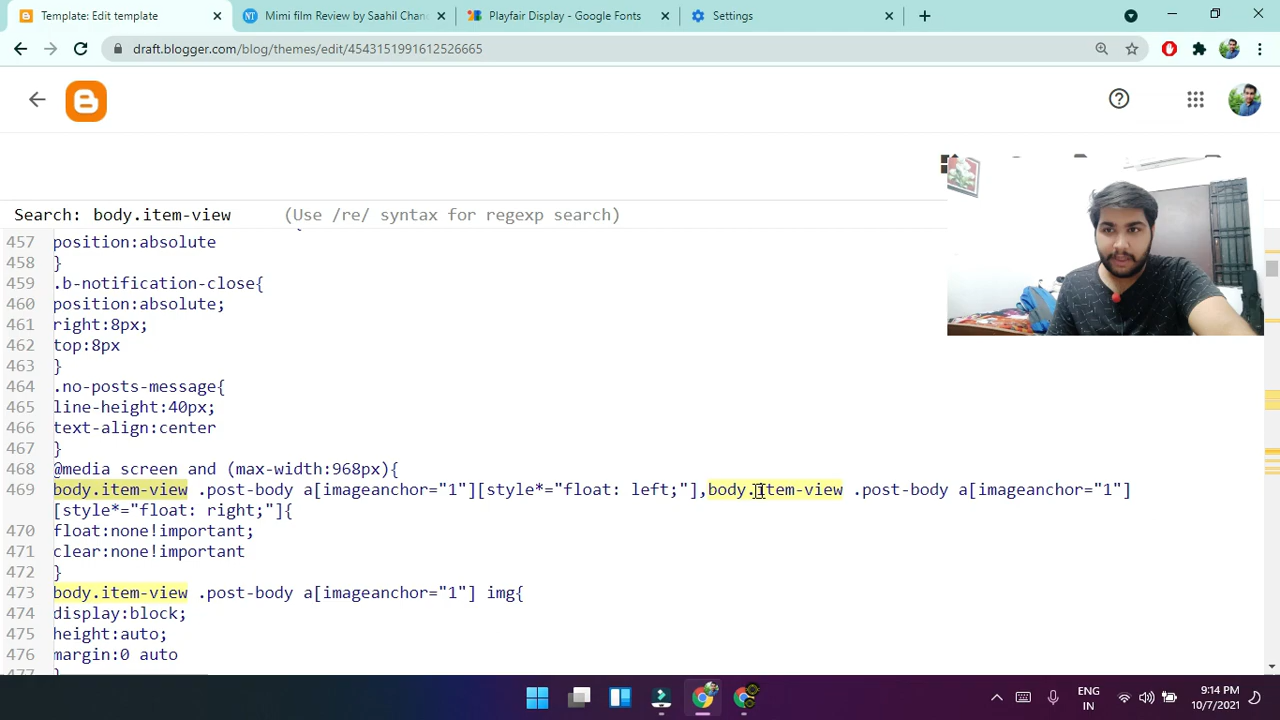 Template: Edit template
NT
Mimi film Review by Saahil Chan
Playfair Display - Google Fonts
Settings
draft.blogger.com/blog/themes/edit/4543151991612526665
Search: body.item-view (Use /re/ syntax for regexp search)
457 position:absolute
458 }
459 .b-notification-close{
460 position:absolute;
461 right:8px;
462 top:8px
463 }
464 .no-posts-message{
465 line-height:40px;
466 text-align:center
467 }
468 @media screen and (max-width:968px){
469 body.item-view .post-body a[imageanchor="1"][style*="float: left;"],body.item-view .post-body a[imageanchor="1"]
[style*="float: right;"]{
470 float:none!important;
471 clear:none!important
472 }
473 body.item-view .post-body a[imageanchor="1"] img{
474 display:block;
475 height:auto;
476 margin:0 auto
477 }
ENG
IN
9:14 PM
10/7/2021